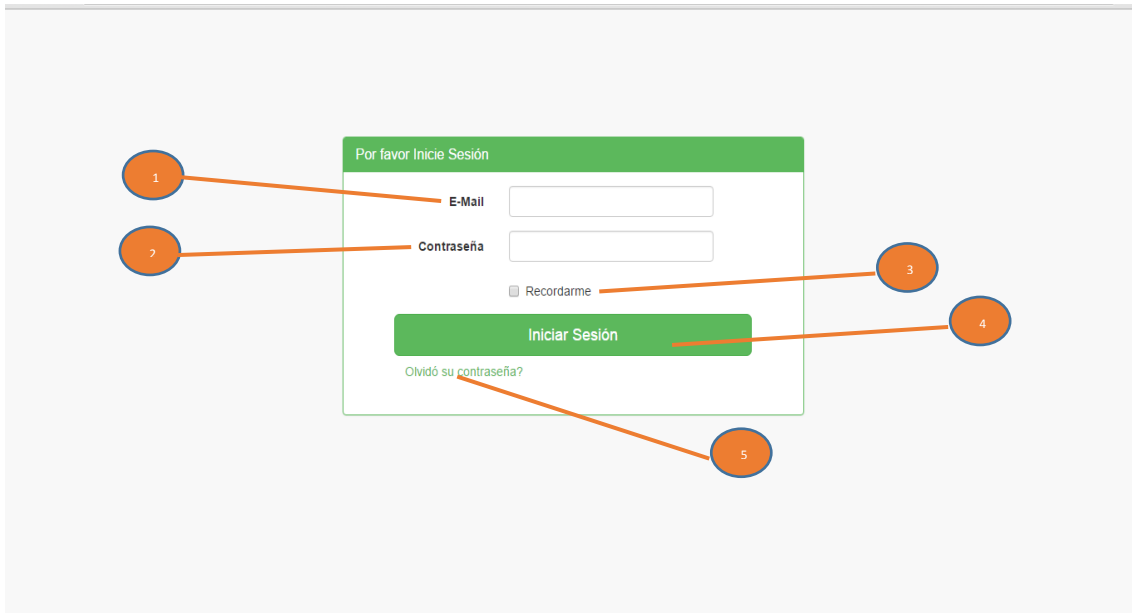 Por favor Inicie Sesión
1
E-Mail
2
Contraseña
3
Recordarme
4
Iniciar Sesión
Olvidó su contraseña?
5